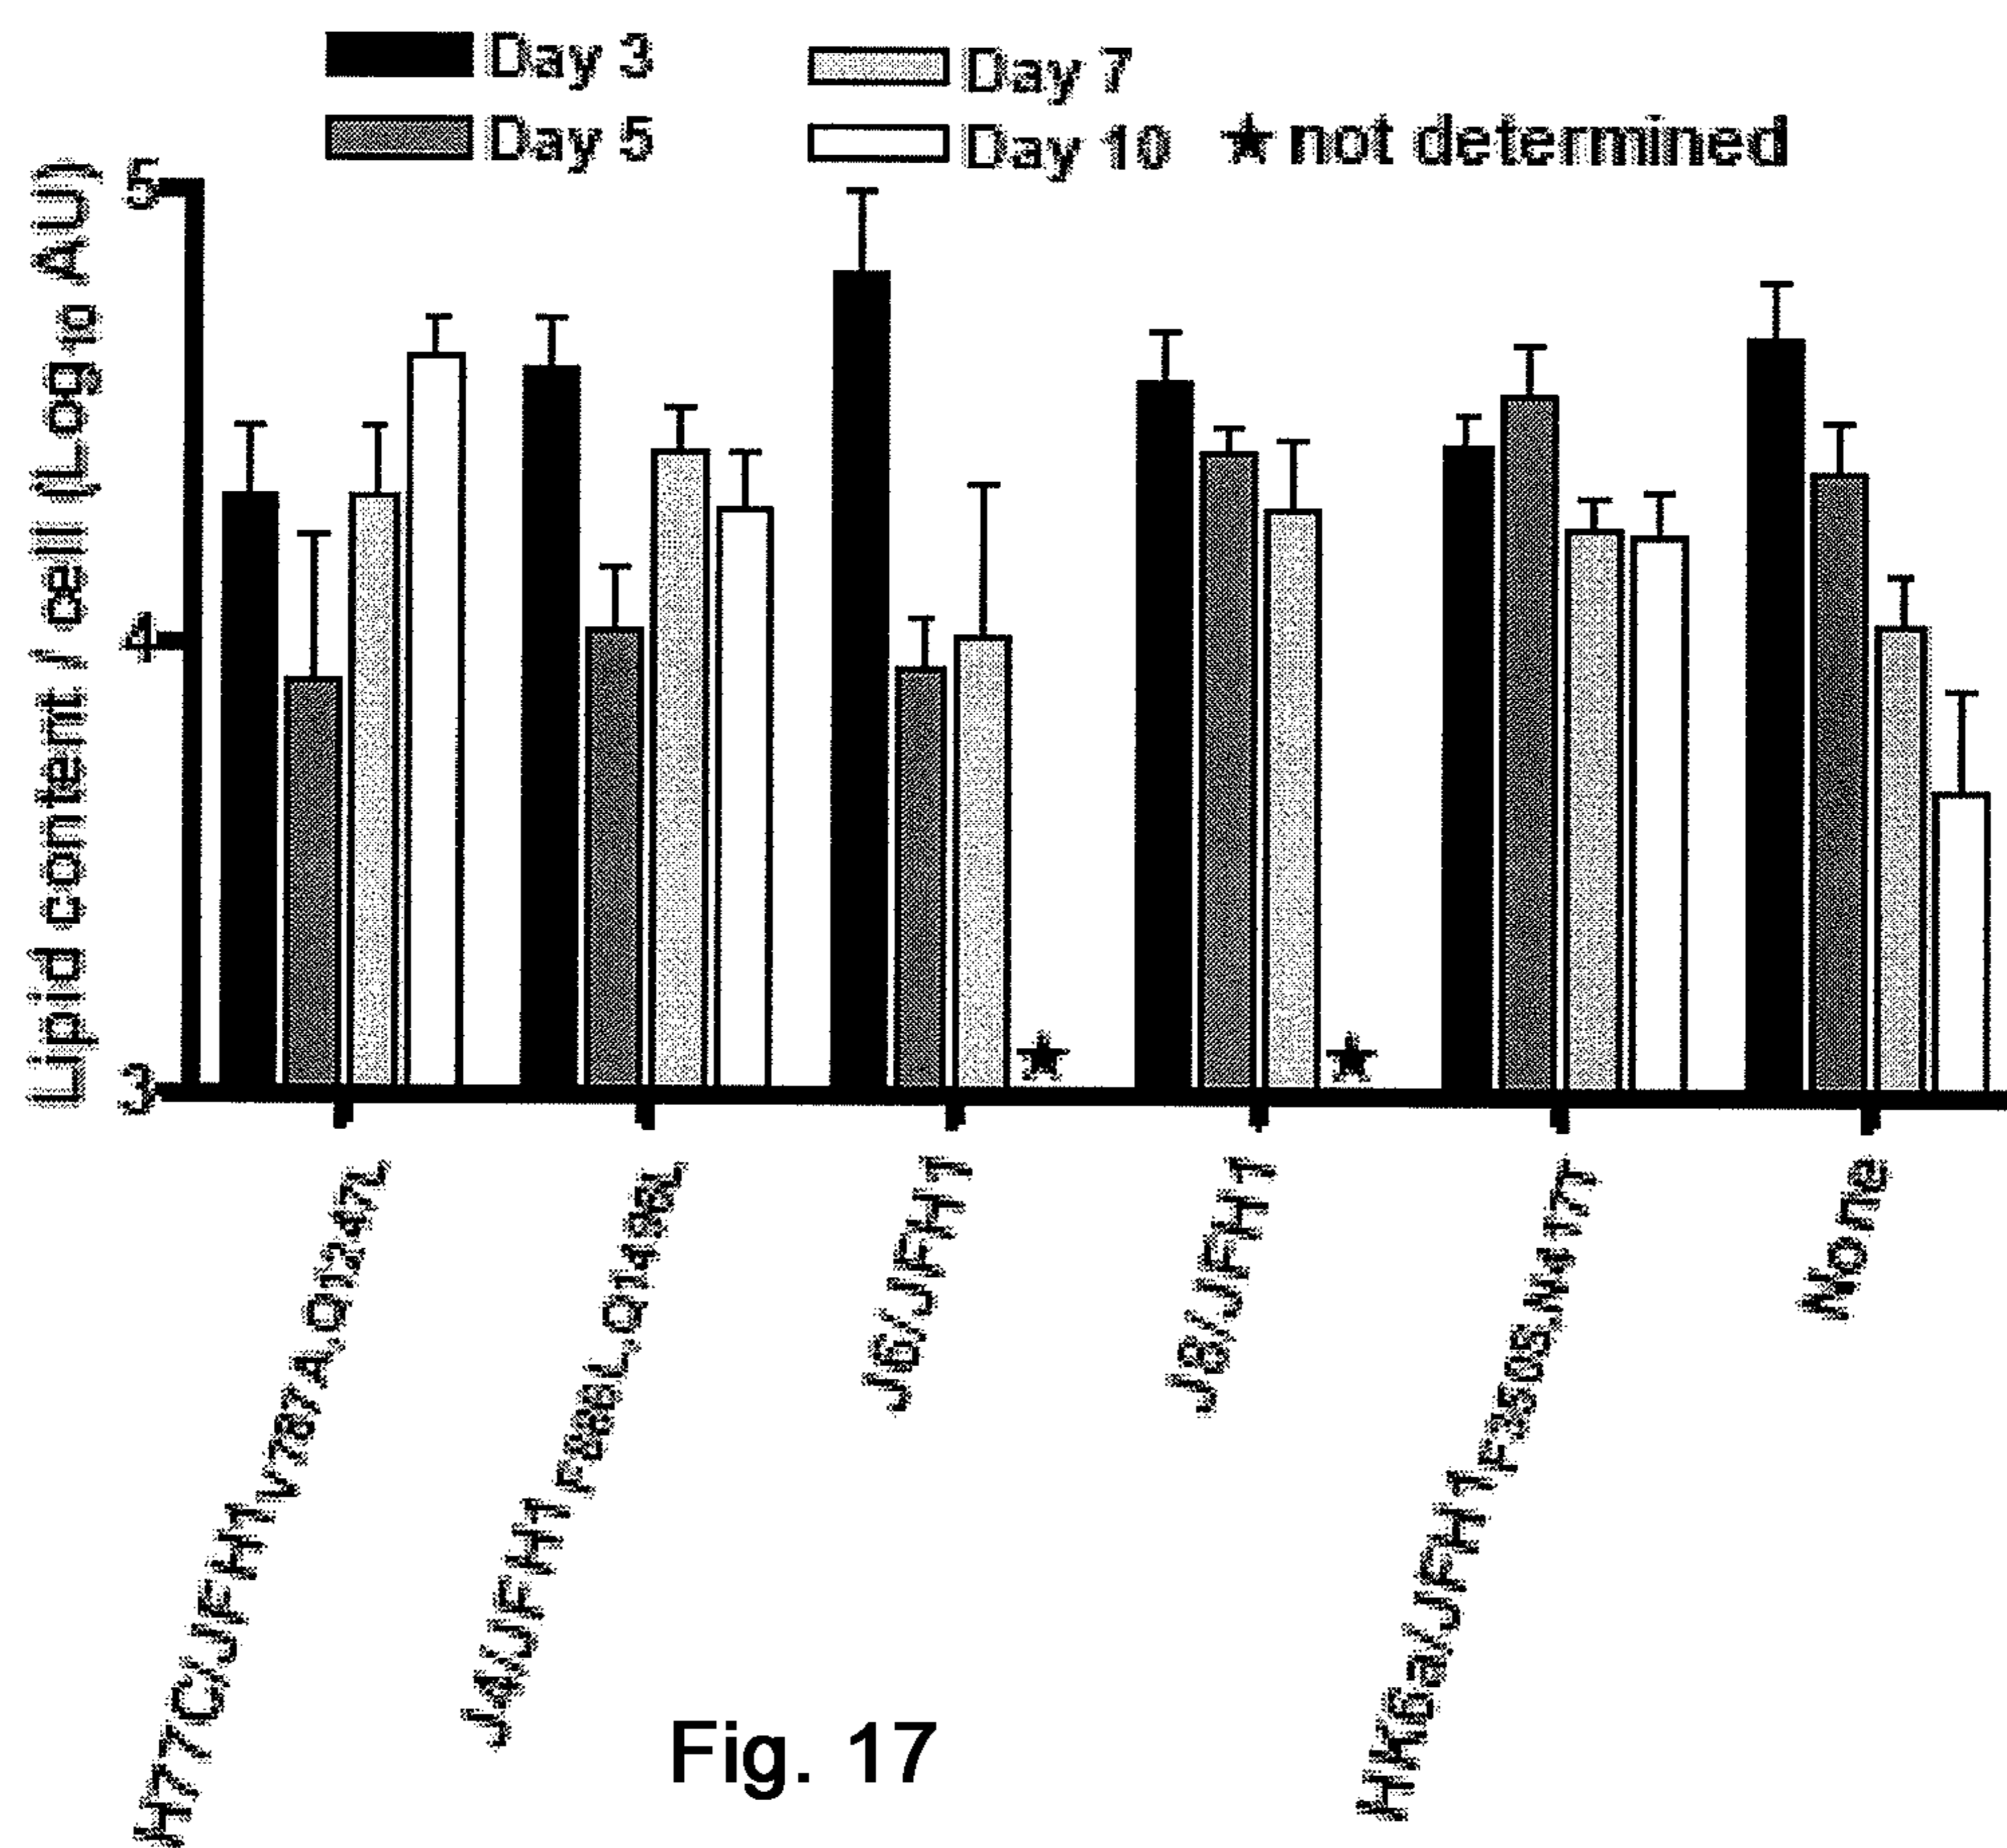 Day 3
Day 5
Day 7
Day 10
★ not determined
Lipid content / cell (Log10 AU)
5
4
3
H77C/JFH1V787A,Q1247L
J4/JFH1F886L,Q1496L
J6/JFH1
J8/JFH1
HK6a/JFH1F350S,N417T
None
Fig. 17